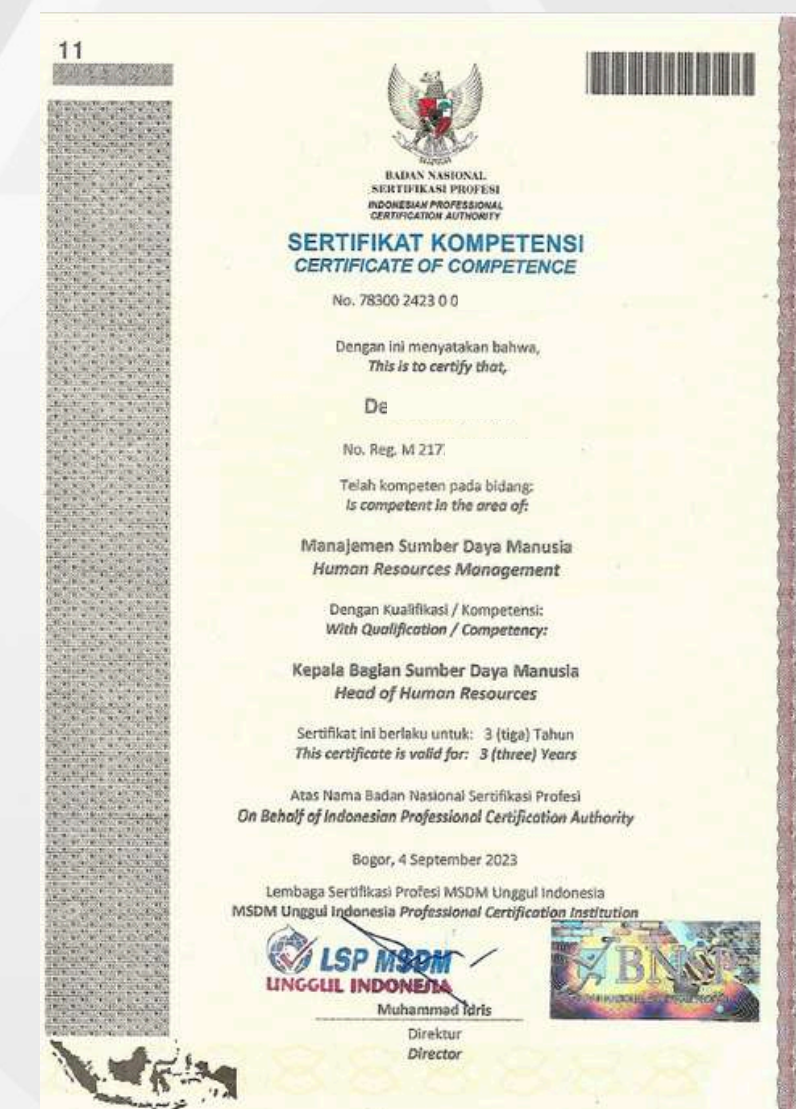 11
BADAN NASIONAL
SERTIFIKASI PROFESI
INDONESIAN PROFESSIONAL
CERTIFICATION AUTHORITY
SERTIFIKAT KOMPETENSI
CERTIFICATE OF COMPETENCE
No. 78300 2423 0 0
Dengan ini menyatakan bahwa,
This is to certify that,
De
No. Reg. M 217
Telah kompeten pada bidang:
Is competent in the area of:
Manajemen Sumber Daya Manusia
Human Resources Management
Dengan Kualifikasi / Kompetensi:
With Qualification / Competency:
Kepala Bagian Sumber Daya Manusia
Head of Human Resources
Sertifikat ini berlaku untuk: 3 (tiga) Tahun
This certificate is valid for: 3 (three) Years
Atas Nama Badan Nasional Sertifikasi Profesi
On Behalf of Indonesian Professional Certification Authority
Bogor, 4 September 2023
Lembaga Sertifikasi Profesi MSDM Unggul Indonesia
MSDM Unggul Indonesia Professional Certification Institution
LSP MSDM
UNGGUL INDONESIA
BNSP
Muhammad Idris
Direktur
Director